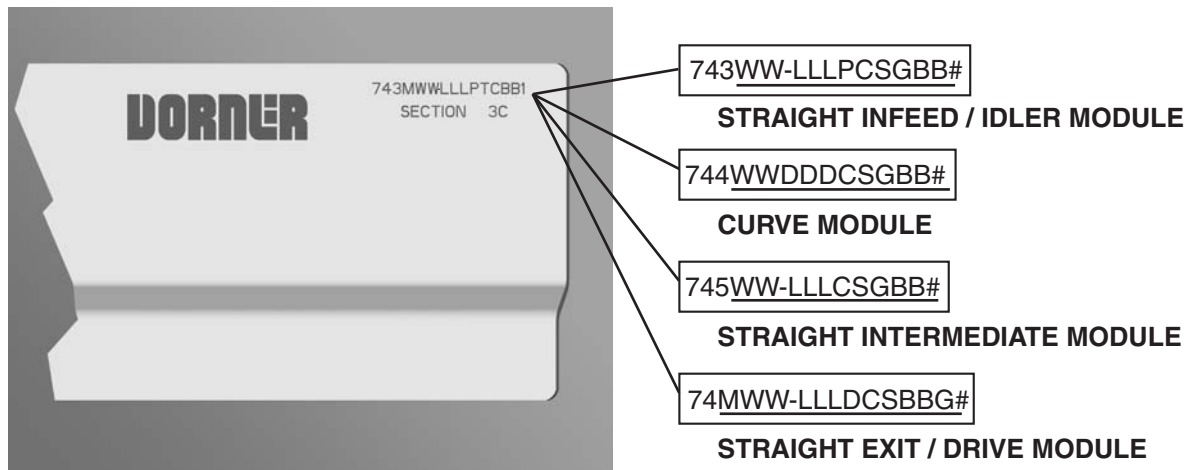 DORNER
743MWWLLLPTCBB1
SECTION 3C
743WW-LLLPCSGBB#
STRAIGHT INFEED / IDLER MODULE
744WWDDDCSGBB#
CURVE MODULE
745WW-LLLCSGBB#
STRAIGHT INTERMEDIATE MODULE
74MWW-LLLDCSBBG#
STRAIGHT EXIT / DRIVE MODULE